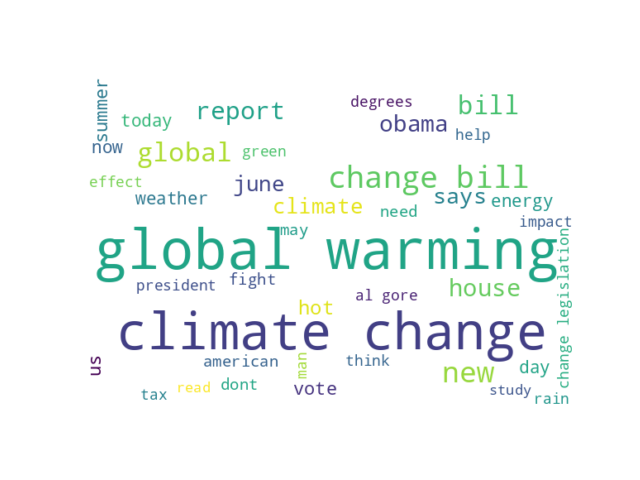 summer
degrees
bill
report
today
obama
help
now
global
green
change bill
effect
weather
june
climate
need
says
energy
impact
may
global warming
change legislation
president
fight
al gore
house
hot
climate change
us
american
man
think
new
day
tax
read
dont
vote
study
rain